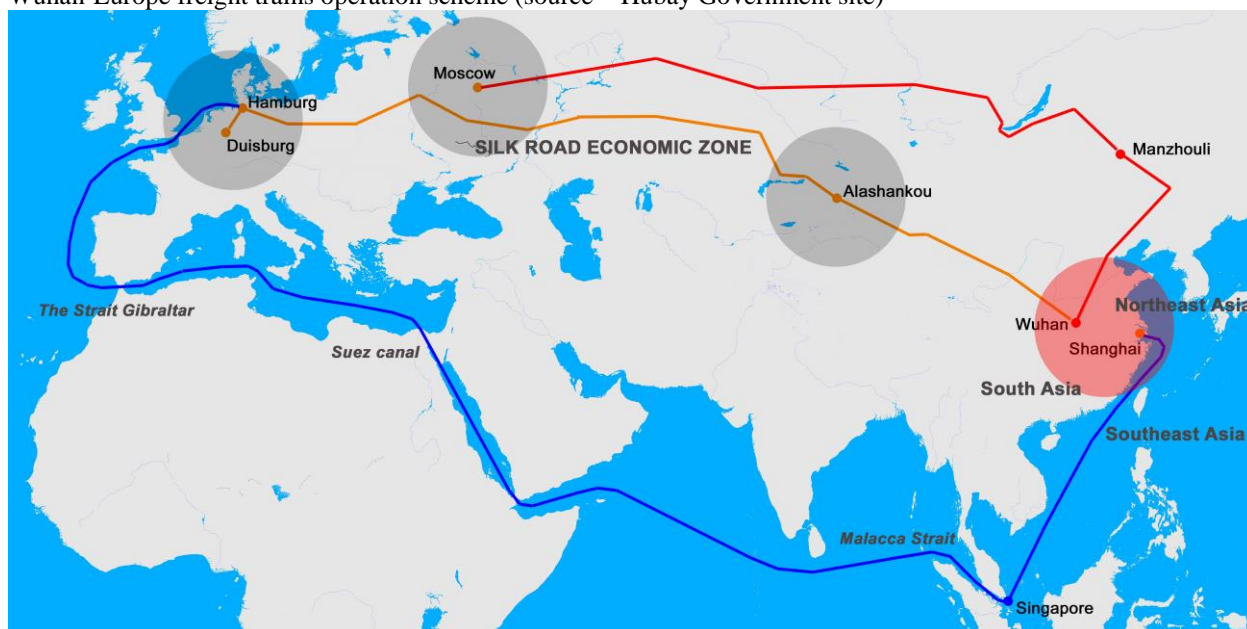 Wuhan-Europe freight trains operation scheme (source – Hubay Government site)
Moscow
Hamburg
Duisburg
SILK ROAD ECONOMIC ZONE
Manzhouli
Alashankou
The Strait Gibraltar
Northeast Asia
Wuhan
Suez canal
Shanghai
South Asia
Southeast Asia
Malacca Strait
Singapore